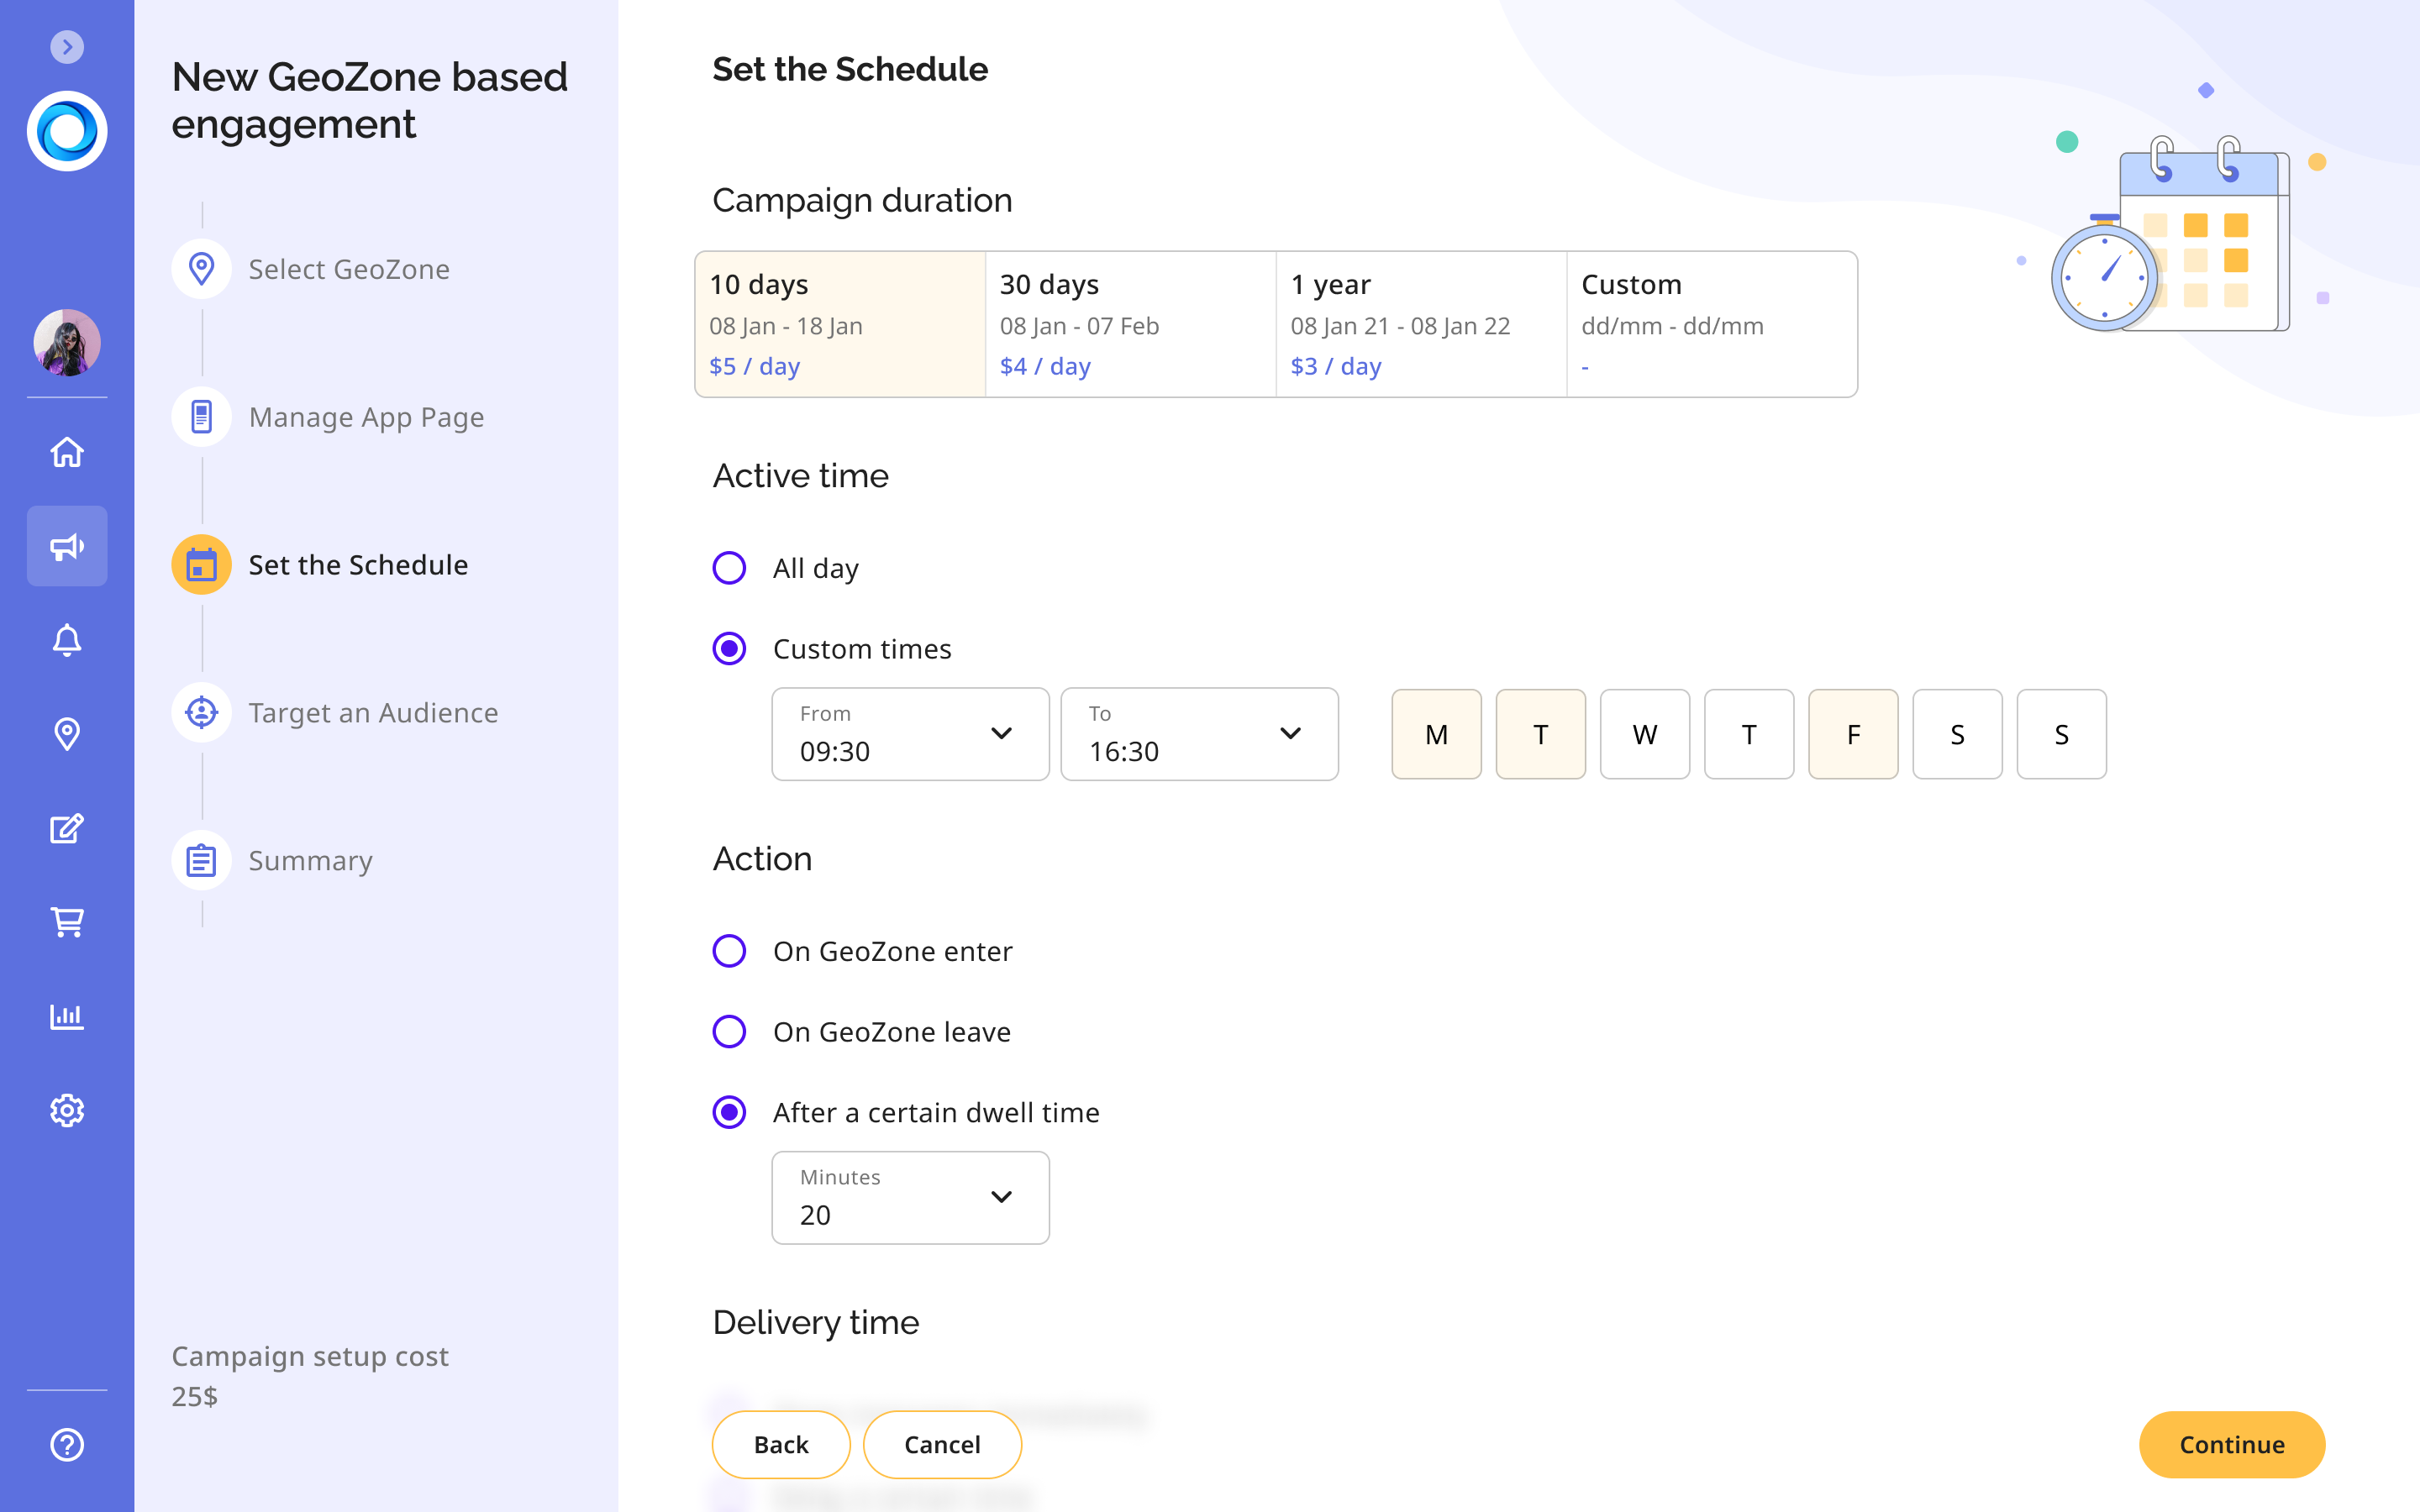 New GeoZone based
engagement
Select GeoZone
Manage App Page
Set the Schedule
Target an Audience
Summary
Campaign setup cost
25$
Set the Schedule
Campaign duration
10 days
08 Jan - 18 Jan
$5 / day
30 days
08 Jan - 07 Feb
$4 / day
1 year
08 Jan 21 - 08 Jan 22
$3 / day
Custom
dd/mm - dd/mm
-
Active time
All day
Custom times
From
09:30
To
16:30
M T W T F S S
Action
On GeoZone enter
On GeoZone leave
After a certain dwell time
Minutes
20
Delivery time
Back
Cancel
Continue